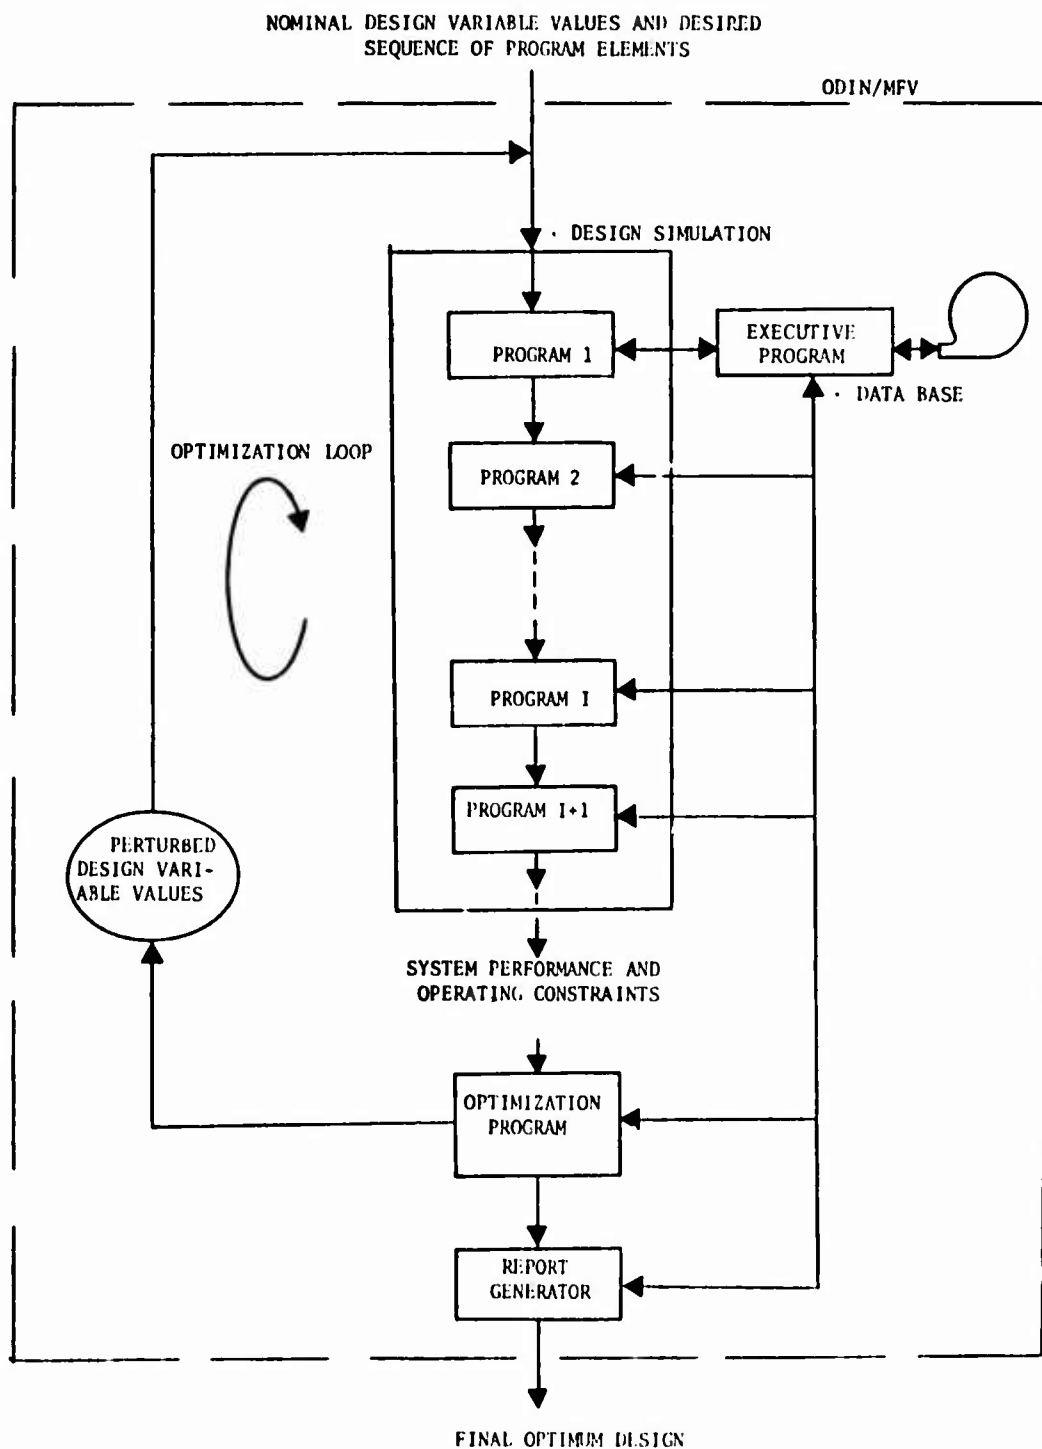 NOMINAL DESIGN VARIABLE VALUES AND DESIRED
SEQUENCE OF PROGRAM ELEMENTS
ODIN/MFV
· DESIGN SIMULATION
PROGRAM 1
EXECUTIVE
PROGRAM
· DATA BASE
OPTIMIZATION LOOP
PROGRAM 2
PROGRAM I
PROGRAM I+1
PERTURBED
DESIGN VARI-
ABLE VALUES
SYSTEM PERFORMANCE AND
OPERATING CONSTRAINTS
OPTIMIZATION
PROGRAM
REPORT
GENERATOR
FINAL OPTIMUM DESIGN